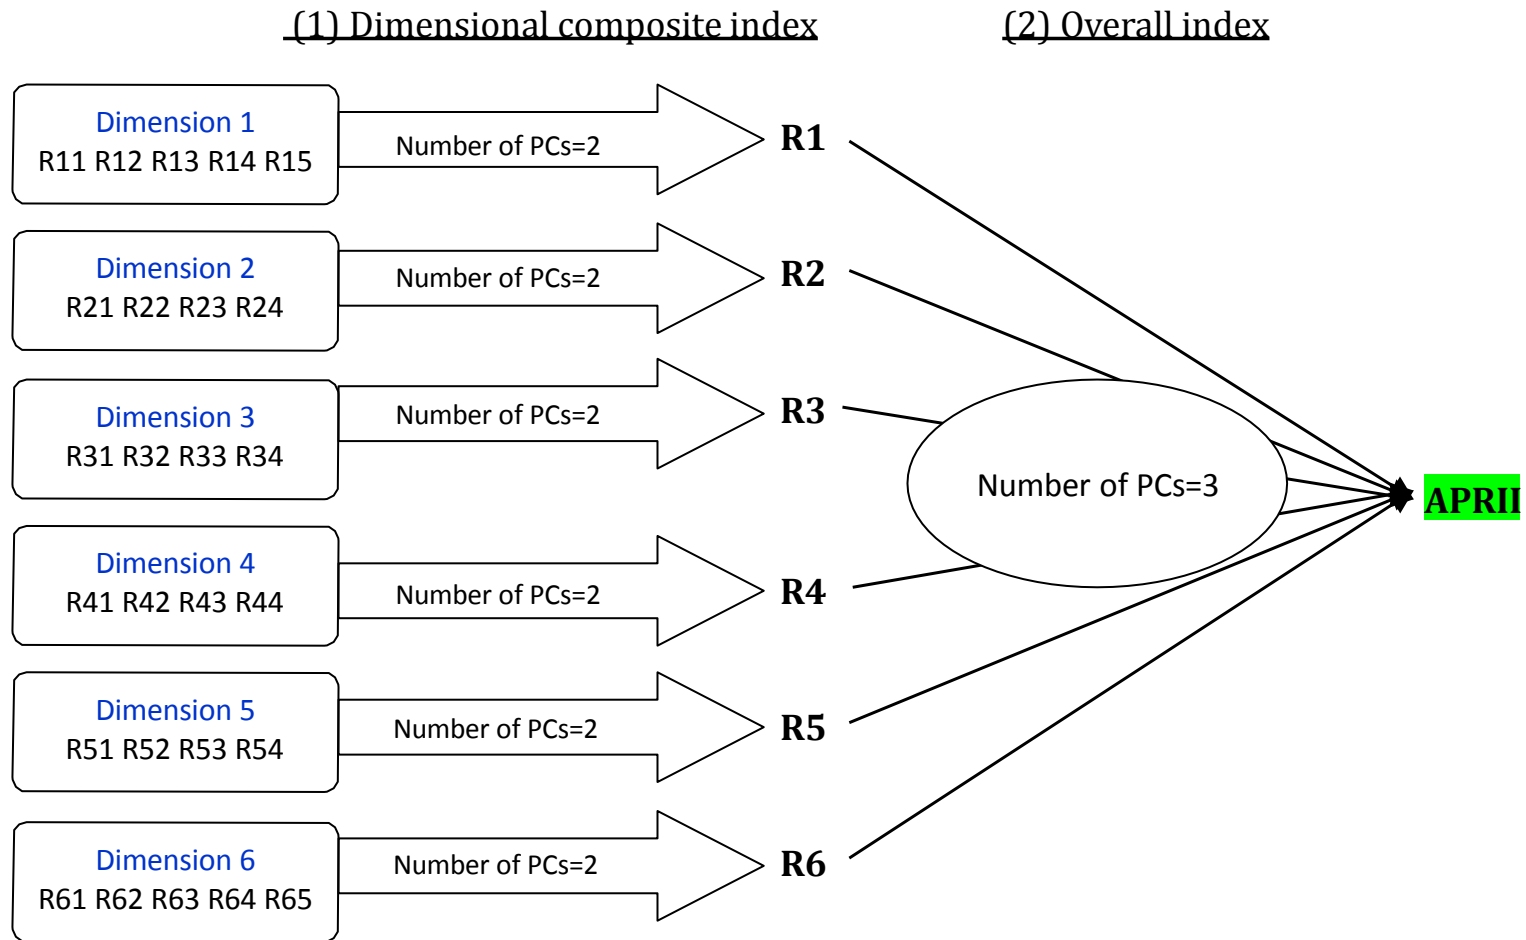 (1) Dimensional composite index
(2) Overall index
Dimension 1
R11 R12 R13 R14 R15
Number of PCs=2
R1
Dimension 2
R21 R22 R23 R24
Number of PCs=2
R2
Dimension 3
R31 R32 R33 R34
Number of PCs=2
R3
Number of PCs=3
APRII
Dimension 4
R41 R42 R43 R44
Number of PCs=2
R4
Dimension 5
R51 R52 R53 R54
Number of PCs=2
R5
Dimension 6
R61 R62 R63 R64 R65
Number of PCs=2
R6